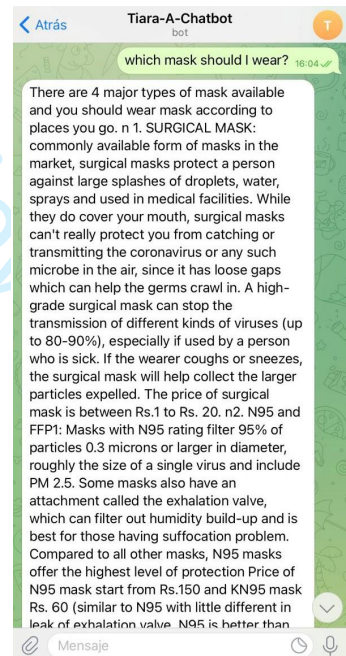 Atrás
Tiara-A-Chatbot
bot
T
which mask should I wear? 16:04
There are 4 major types of mask available
and you should wear mask according to
places you go. n 1. SURGICAL MASK:
commonly available form of masks in the
market, surgical masks protect a person
against large splashes of droplets, water,
sprays and used in medical facilities. While
they do cover your mouth, surgical masks
can't really protect you from catching or
transmitting the coronavirus or any such
microbe in the air, since it has loose gaps
which can help the germs crawl in. A high-
grade surgical mask can stop the
transmission of different kinds of viruses (up
to 80-90%), especially if used by a person
who is sick. If the wearer coughs or sneezes,
the surgical mask will help collect the larger
particles expelled. The price of surgical
mask is between Rs.1 to Rs. 20. n2. N95 and
FFP1: Masks with N95 rating filter 95% of
particles 0.3 microns or larger in diameter,
roughly the size of a single virus and include
PM 2.5. Some masks also have an
attachment called the exhalation valve,
which can filter out humidity build-up and is
best for those having suffocation problem.
Compared to all other masks, N95 masks
offer the highest level of protection Price of
N95 mask start from Rs.150 and KN95 mask
Rs. 60 (similar to N95 with little different in
leak of exhalation valve. N95 is better than
Mensaje